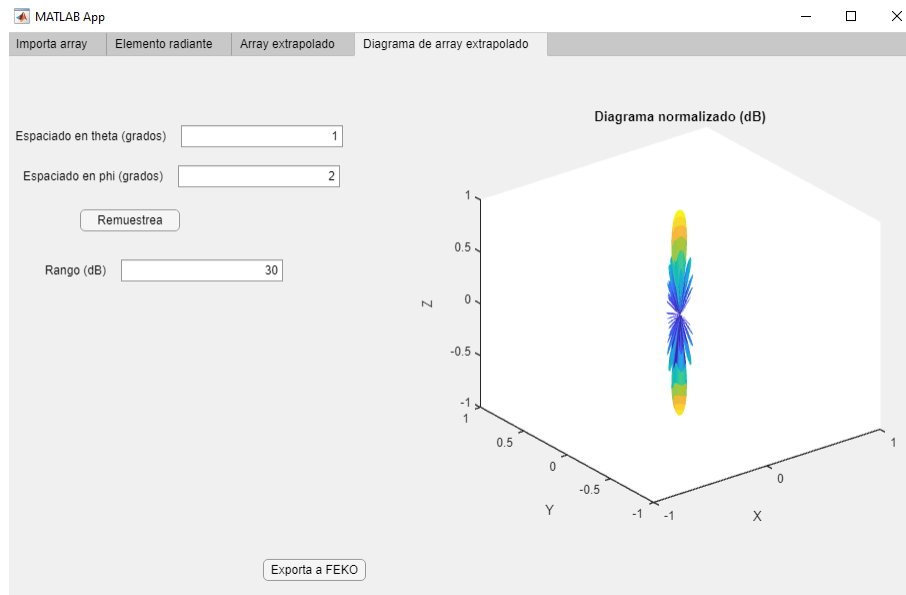 MATLAB App
Importa array Elemento radiante Array extrapolado Diagrama de array extrapolado
Espaciado en theta (grados) 1
Espaciado en phi (grados) 2
Remuestrea
Rango (dB) 30
Diagrama normalizado (dB)
1
0.5
0
-0.5
-1
Z
1
0.5
0
-0.5
-1
Y
-1
0
1
X
Exporta a FEKO